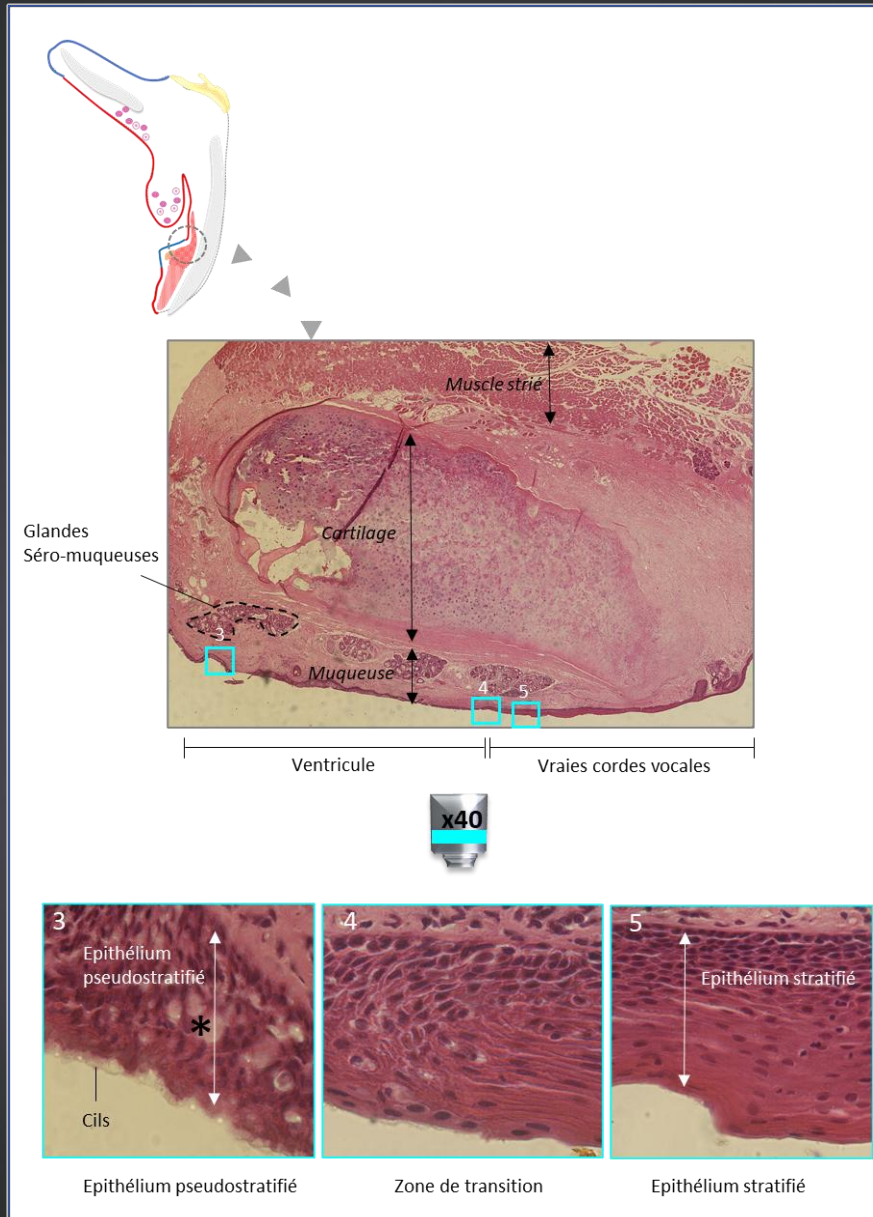 Muscle strié
Cartilage
Glandes
Séro-muqueuses
3
Muqueuse
4
5
Ventricule
Vraies cordes vocales
x40
3
Epithélium
pseudostratifié
*
Cils
4
5
Epithélium stratifié
Epithélium pseudostratifié
Zone de transition
Epithélium stratifié